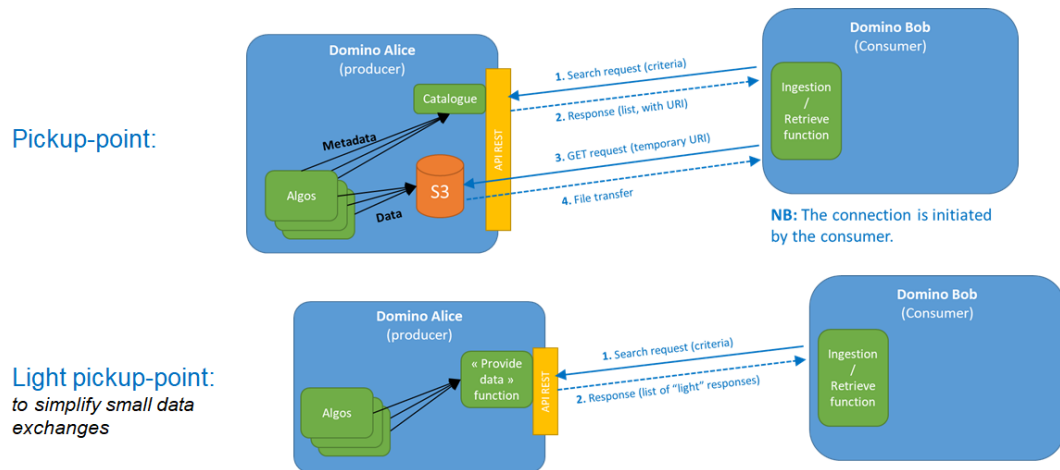 Pickup-point:
Domino Alice
(producer)
Catalogue
Metadata
Algos
Data
S3
API REST
1. Search request (criteria)
2. Response (list, with URI)
3. GET request (temporary URI)
4. File transfer
Domino Bob
(Consumer)
Ingestion
/
Retrieve
function
NB: The connection is initiated
by the consumer.
Light pickup-point:
to simplify small data
exchanges
Domino Alice
(producer)
« Provide
data »
function
Algos
API REST
1. Search request (criteria)
2. Response (list of “light” responses)
Domino Bob
(Consumer)
Ingestion
/
Retrieve
function